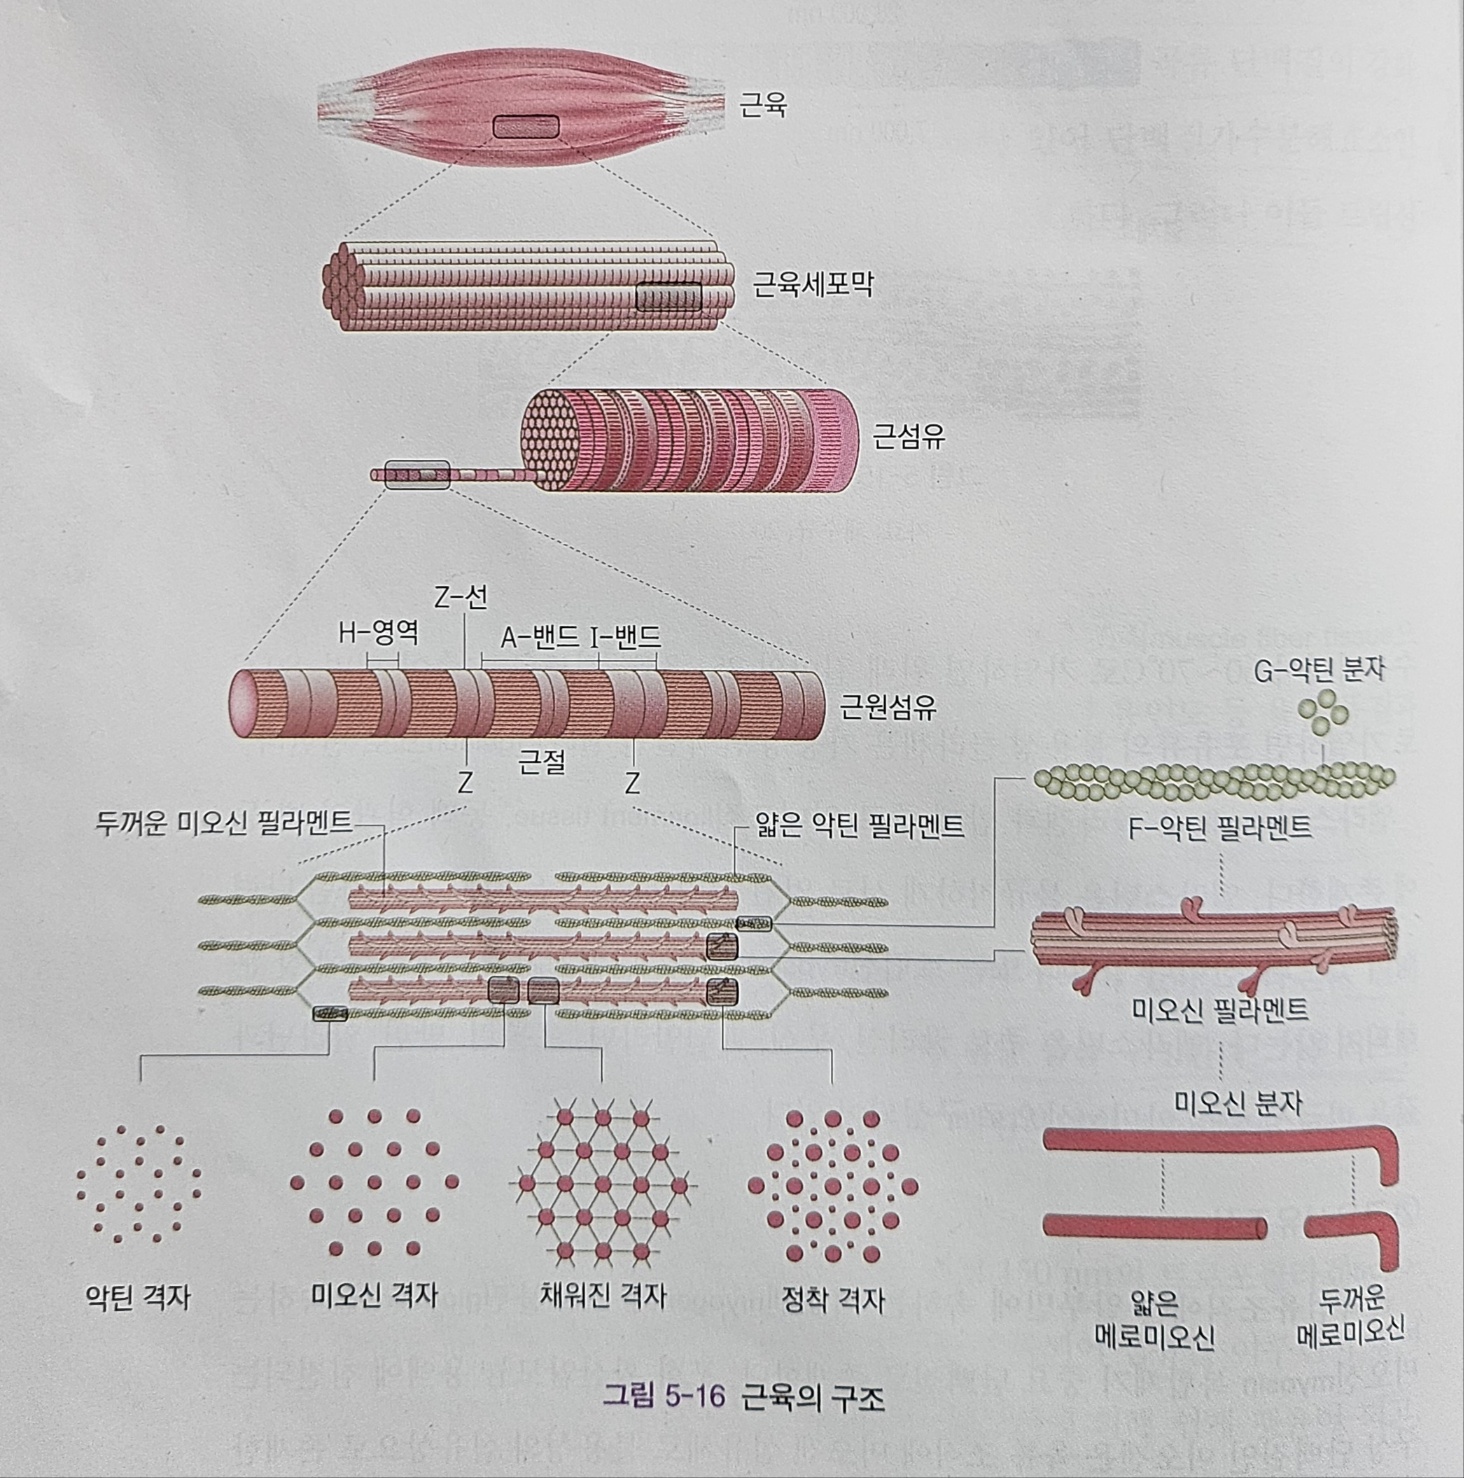 근육
근육세포막
근섬유
Z-선
H-영역
A-밴드 I-밴드
G-악틴 분자
근원섬유
근절
Z
Z
두꺼운 미오신 필라멘트
얇은 악틴 필라멘트
F-악틴 필라멘트
미오신 필라멘트
미오신 분자
악틴 격자
미오신 격자
채워진 격자
정착 격자
얇은
메로미오신
두꺼운
메로미오신
그림 5-16 근육의 구조